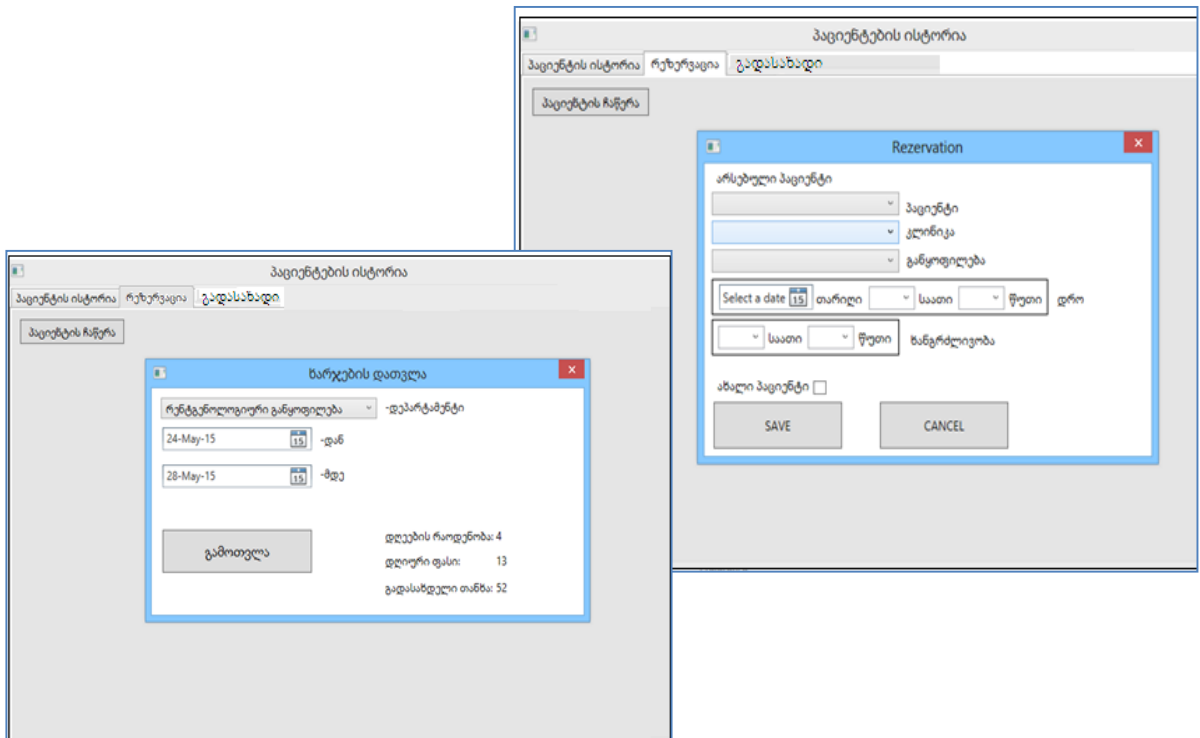 პაციენტების ისტორია
პაციენტის ისტორია რეზერვაცია გადასახადი
პაციენტის ჩაწერა
Rezervation
არსებული პაციენტი
პაციენტი
კლინიკა
განყოფილება
Select a date 15 თარიღი საათი წუთი დრო
საათი წუთი ხანგრძლივობა
ახალი პაციენტი
SAVE CANCEL
პაციენტების ისტორია
პაციენტის ისტორია რეზერვაცია გადასახადი
პაციენტის ჩაწერა
ხარჯების დათვლა
რენტგენოლოგიური განყოფილება -დეპარტამენტი
24-May-15 15 -დან
28-May-15 15 -მდე
გამოთვლა
დღეების რაოდენობა: 4
დღიური ფასი: 13
გადასახდელი თანხა: 52